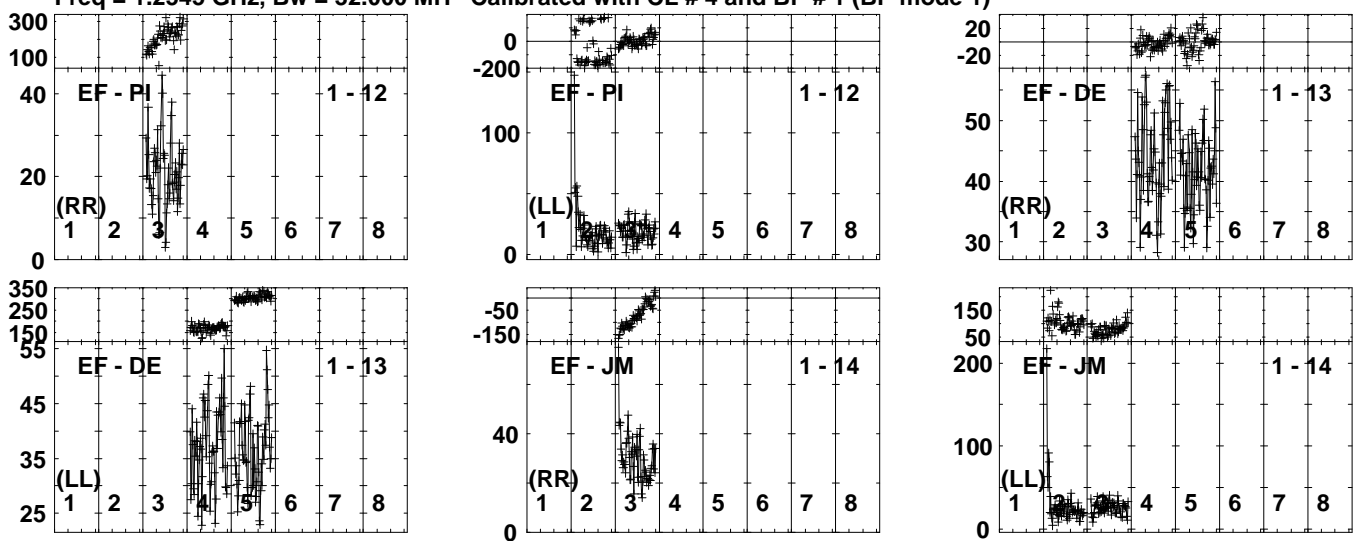 Freq = 1.2545 GHz, Bw = 32.000 MH Calibrated with CL # 4 and BP # 1 (BP mode 1)
300
100
EF - PI 1 - 12
40
20
0
(RR)
1 2 3 4 5 6 7 8
0
-200
EF - PI 1 - 12
100
0
(LL)
1 2 3 4 5 6 7 8
20
-20
EF - DE 1 - 13
50
40
30
(RR)
1 2 3 4 5 6 7 8
350
250
150
EF - DE 1 - 13
55
45
35
25
(LL)
1 2 3 4 5 6 7 8
-50
-150
EF - JM 1 - 14
40
0
(RR)
1 2 3 4 5 6 7 8
150
50
EF - JM 1 - 14
200
100
0
(LL)
1 2 3 4 5 6 7 8